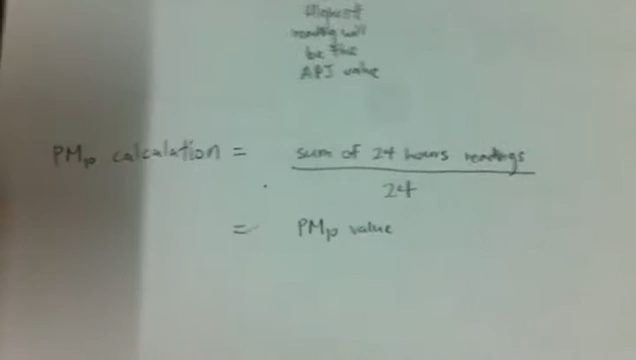 Highest
reading will
be the
API value
PM10 calculation = sum of 24 hours readings
24
= PM10 value